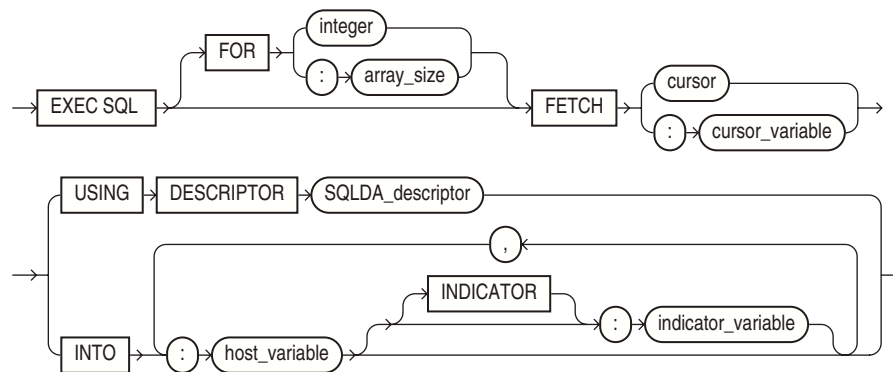 FOR integer
: array_size
EXEC SQL FETCH cursor
: cursor_variable
USING DESCRIPTOR SQLDA_descriptor
,
INDICATOR
: indicator_variable
INTO : host_variable